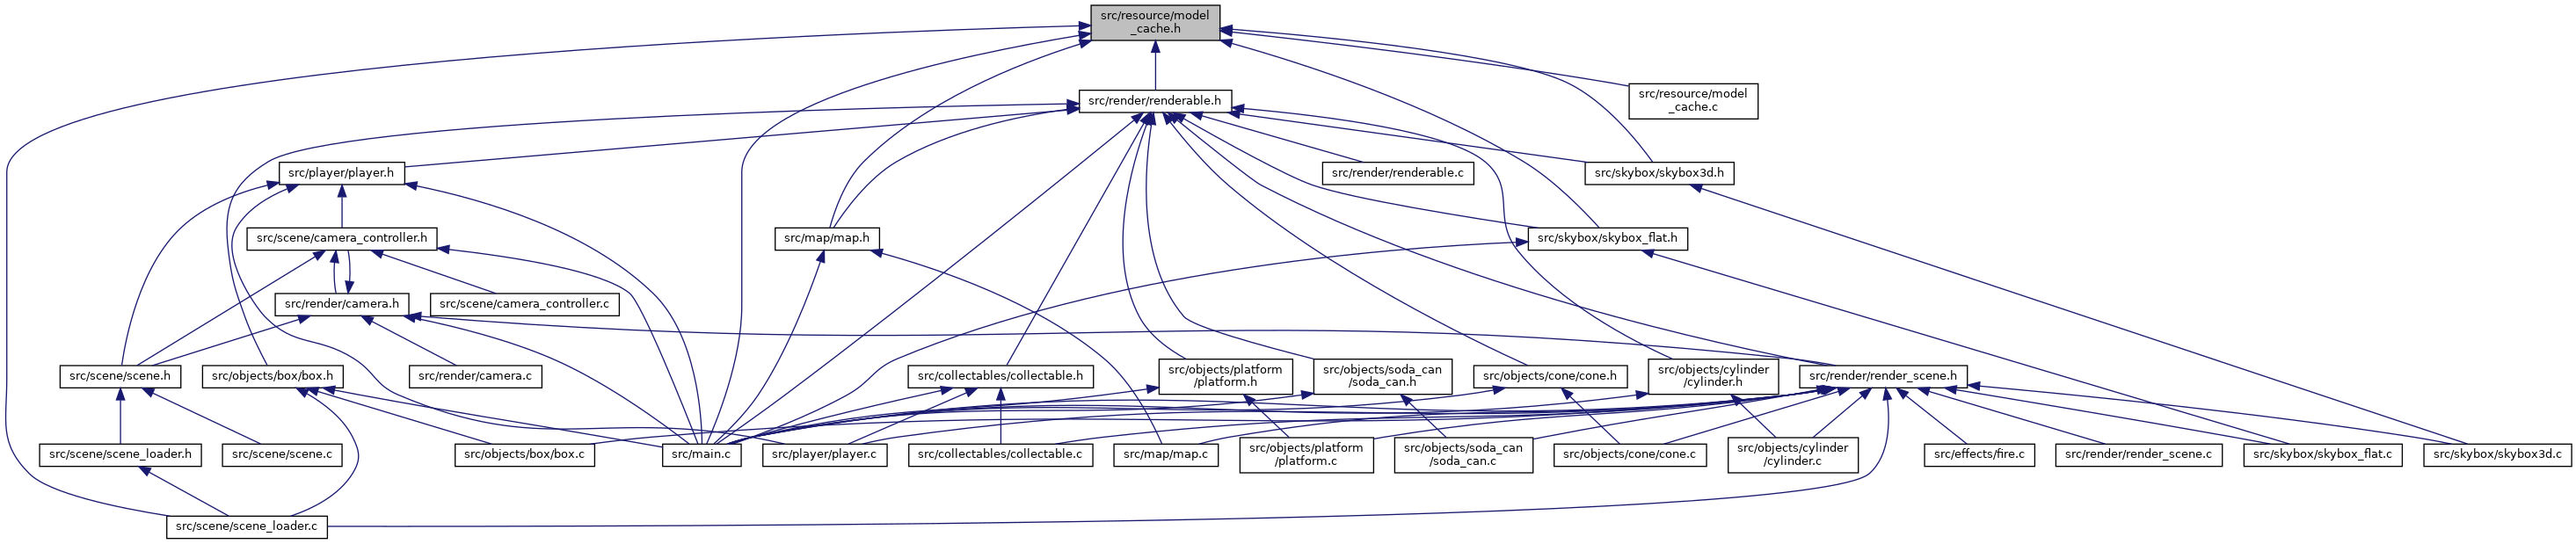 src/resource/model
_cache.h
src/resource/model
_cache.c
src/render/renderable.h
src/player/player.h
src/render/renderable.c
src/skybox/skybox3d.h
src/scene/camera_controller.h
src/map/map.h
src/skybox/skybox_flat.h
src/render/camera.h
src/scene/camera_controller.c
src/scene/scene.h
src/objects/box/box.h
src/render/camera.c
src/collectables/collectable.h
src/objects/platform
/platform.h
src/objects/soda_can
/soda_can.h
src/objects/cone/cone.h
src/objects/cylinder
/cylinder.h
src/render/render_scene.h
src/scene/scene_loader.h
src/scene/scene.c
src/objects/box/box.c
src/main.c
src/player/player.c
src/collectables/collectable.c
src/map/map.c
src/objects/platform
/platform.c
src/objects/soda_can
/soda_can.c
src/objects/cone/cone.c
src/objects/cylinder
/cylinder.c
src/effects/fire.c
src/render/render_scene.c
src/skybox/skybox_flat.c
src/skybox/skybox3d.c
src/scene/scene_loader.c